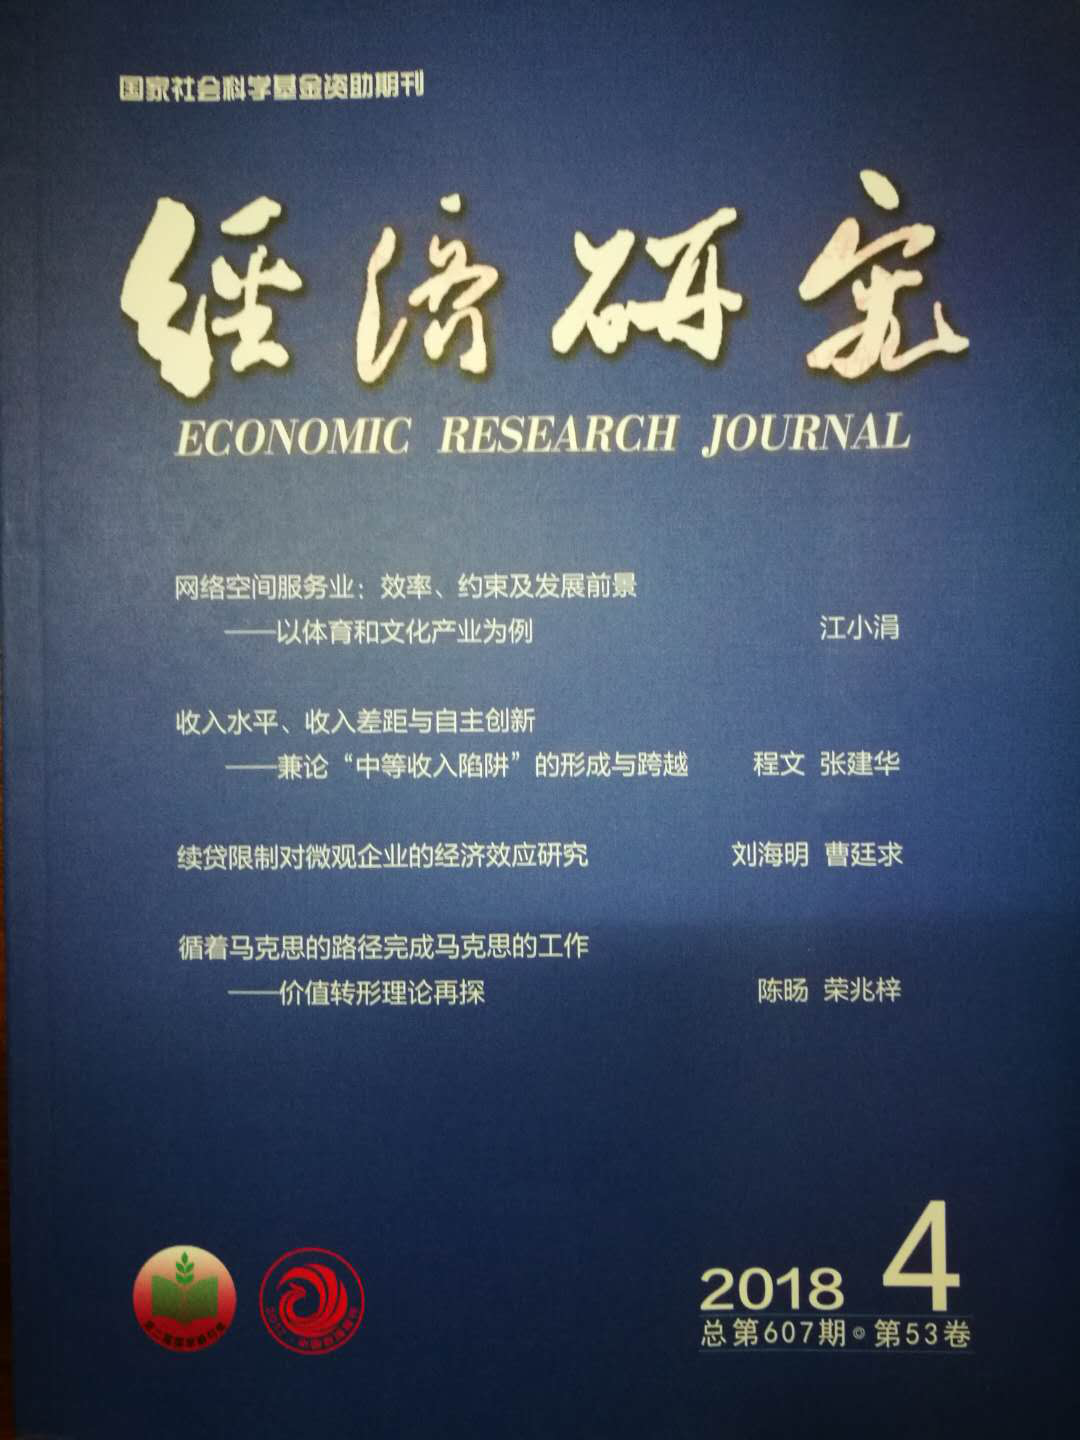 国家社会科学基金资助期刊
經濟研究
ECONOMIC RESEARCH JOURNAL
网络空间服务业：效率、约束及发展前景
——以体育和文化产业为例 江小涓
收入水平、收入差距与自主创新
——兼论“中等收入陷阱”的形成与跨越 程文 张建华
续贷限制对微观企业的经济效应研究 刘海明 曹廷求
循着马克思的路径完成马克思的工作
——价值转形理论再探 陈旸 荣兆梓
2018 4
总第607期◎第53卷